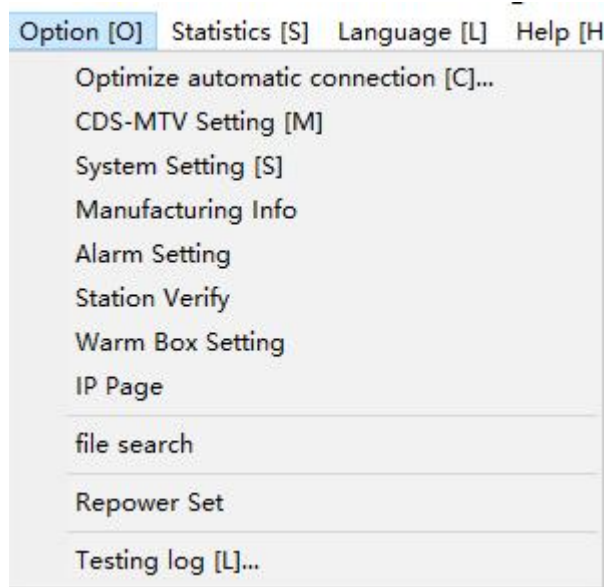 Option [O] Statistics [S] Language [L] Help [H
Optimize automatic connection [C]...
CDS-MTV Setting [M]
System Setting [S]
Manufacturing Info
Alarm Setting
Station Verify
Warm Box Setting
IP Page
file search
Repower Set
Testing log [L]...